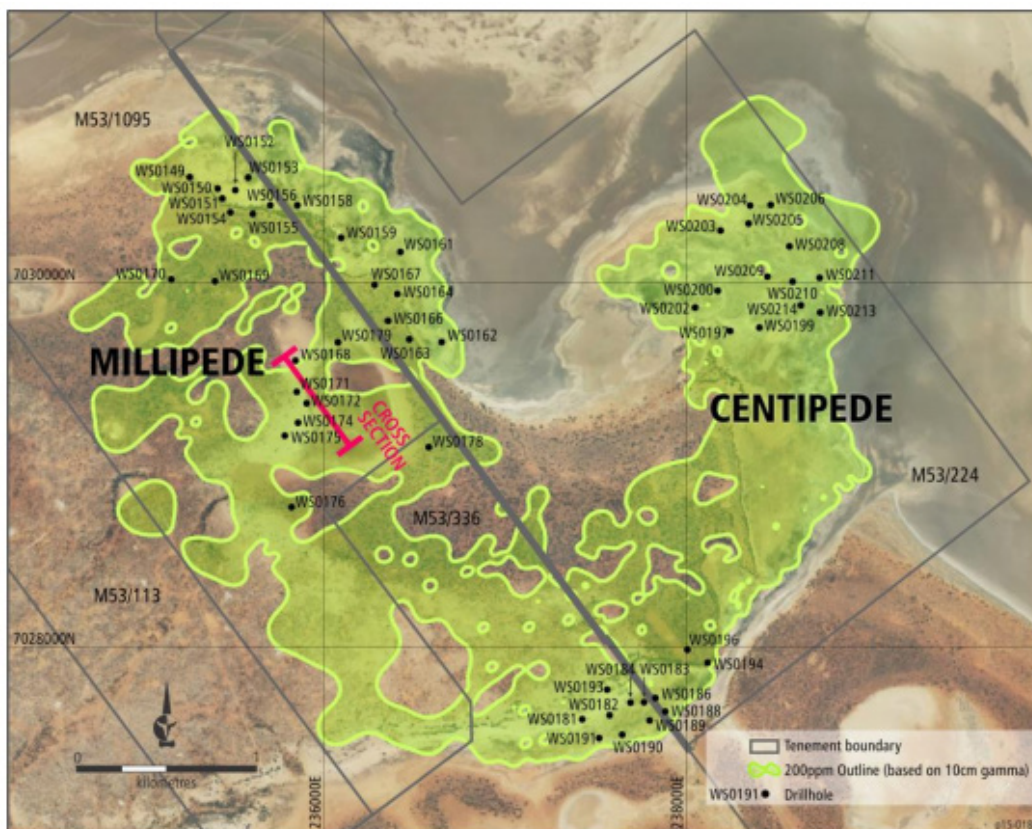 M53/1095
WS0152
WS0149
WS0153
WS0150
WS0156
WS0158
WS0151
WS0154
WS0155
WS0159
WS0161
WS0204
WS0206
WS0205
WS0203
WS0208
7030000N
WS0170
WS0169
WS0167
WS0164
WS0209
WS0211
WS0200
WS0210
WS0202
WS0214
WS0213
WS0166
WS0197
WS0199
WS0179
WS0163
WS0162
MILLIPEDE
WS0168
WS0171
WS0172
CENTIPEDE
WS0174
WS0175
CROSS
SECTION
WS0178
M53/224
WS0176
M53/336
M53/113
7028000N
WS0196
WS0184
WS0183
WS0194
WS0193
WS0186
WS0182
WS0188
WS0181
WS0189
WS0191
WS0190
0
1
kilometres
236000E
238000E
Tenement boundary
200ppm Outline (based on 10cm gamma)
WS0191 Drillhole